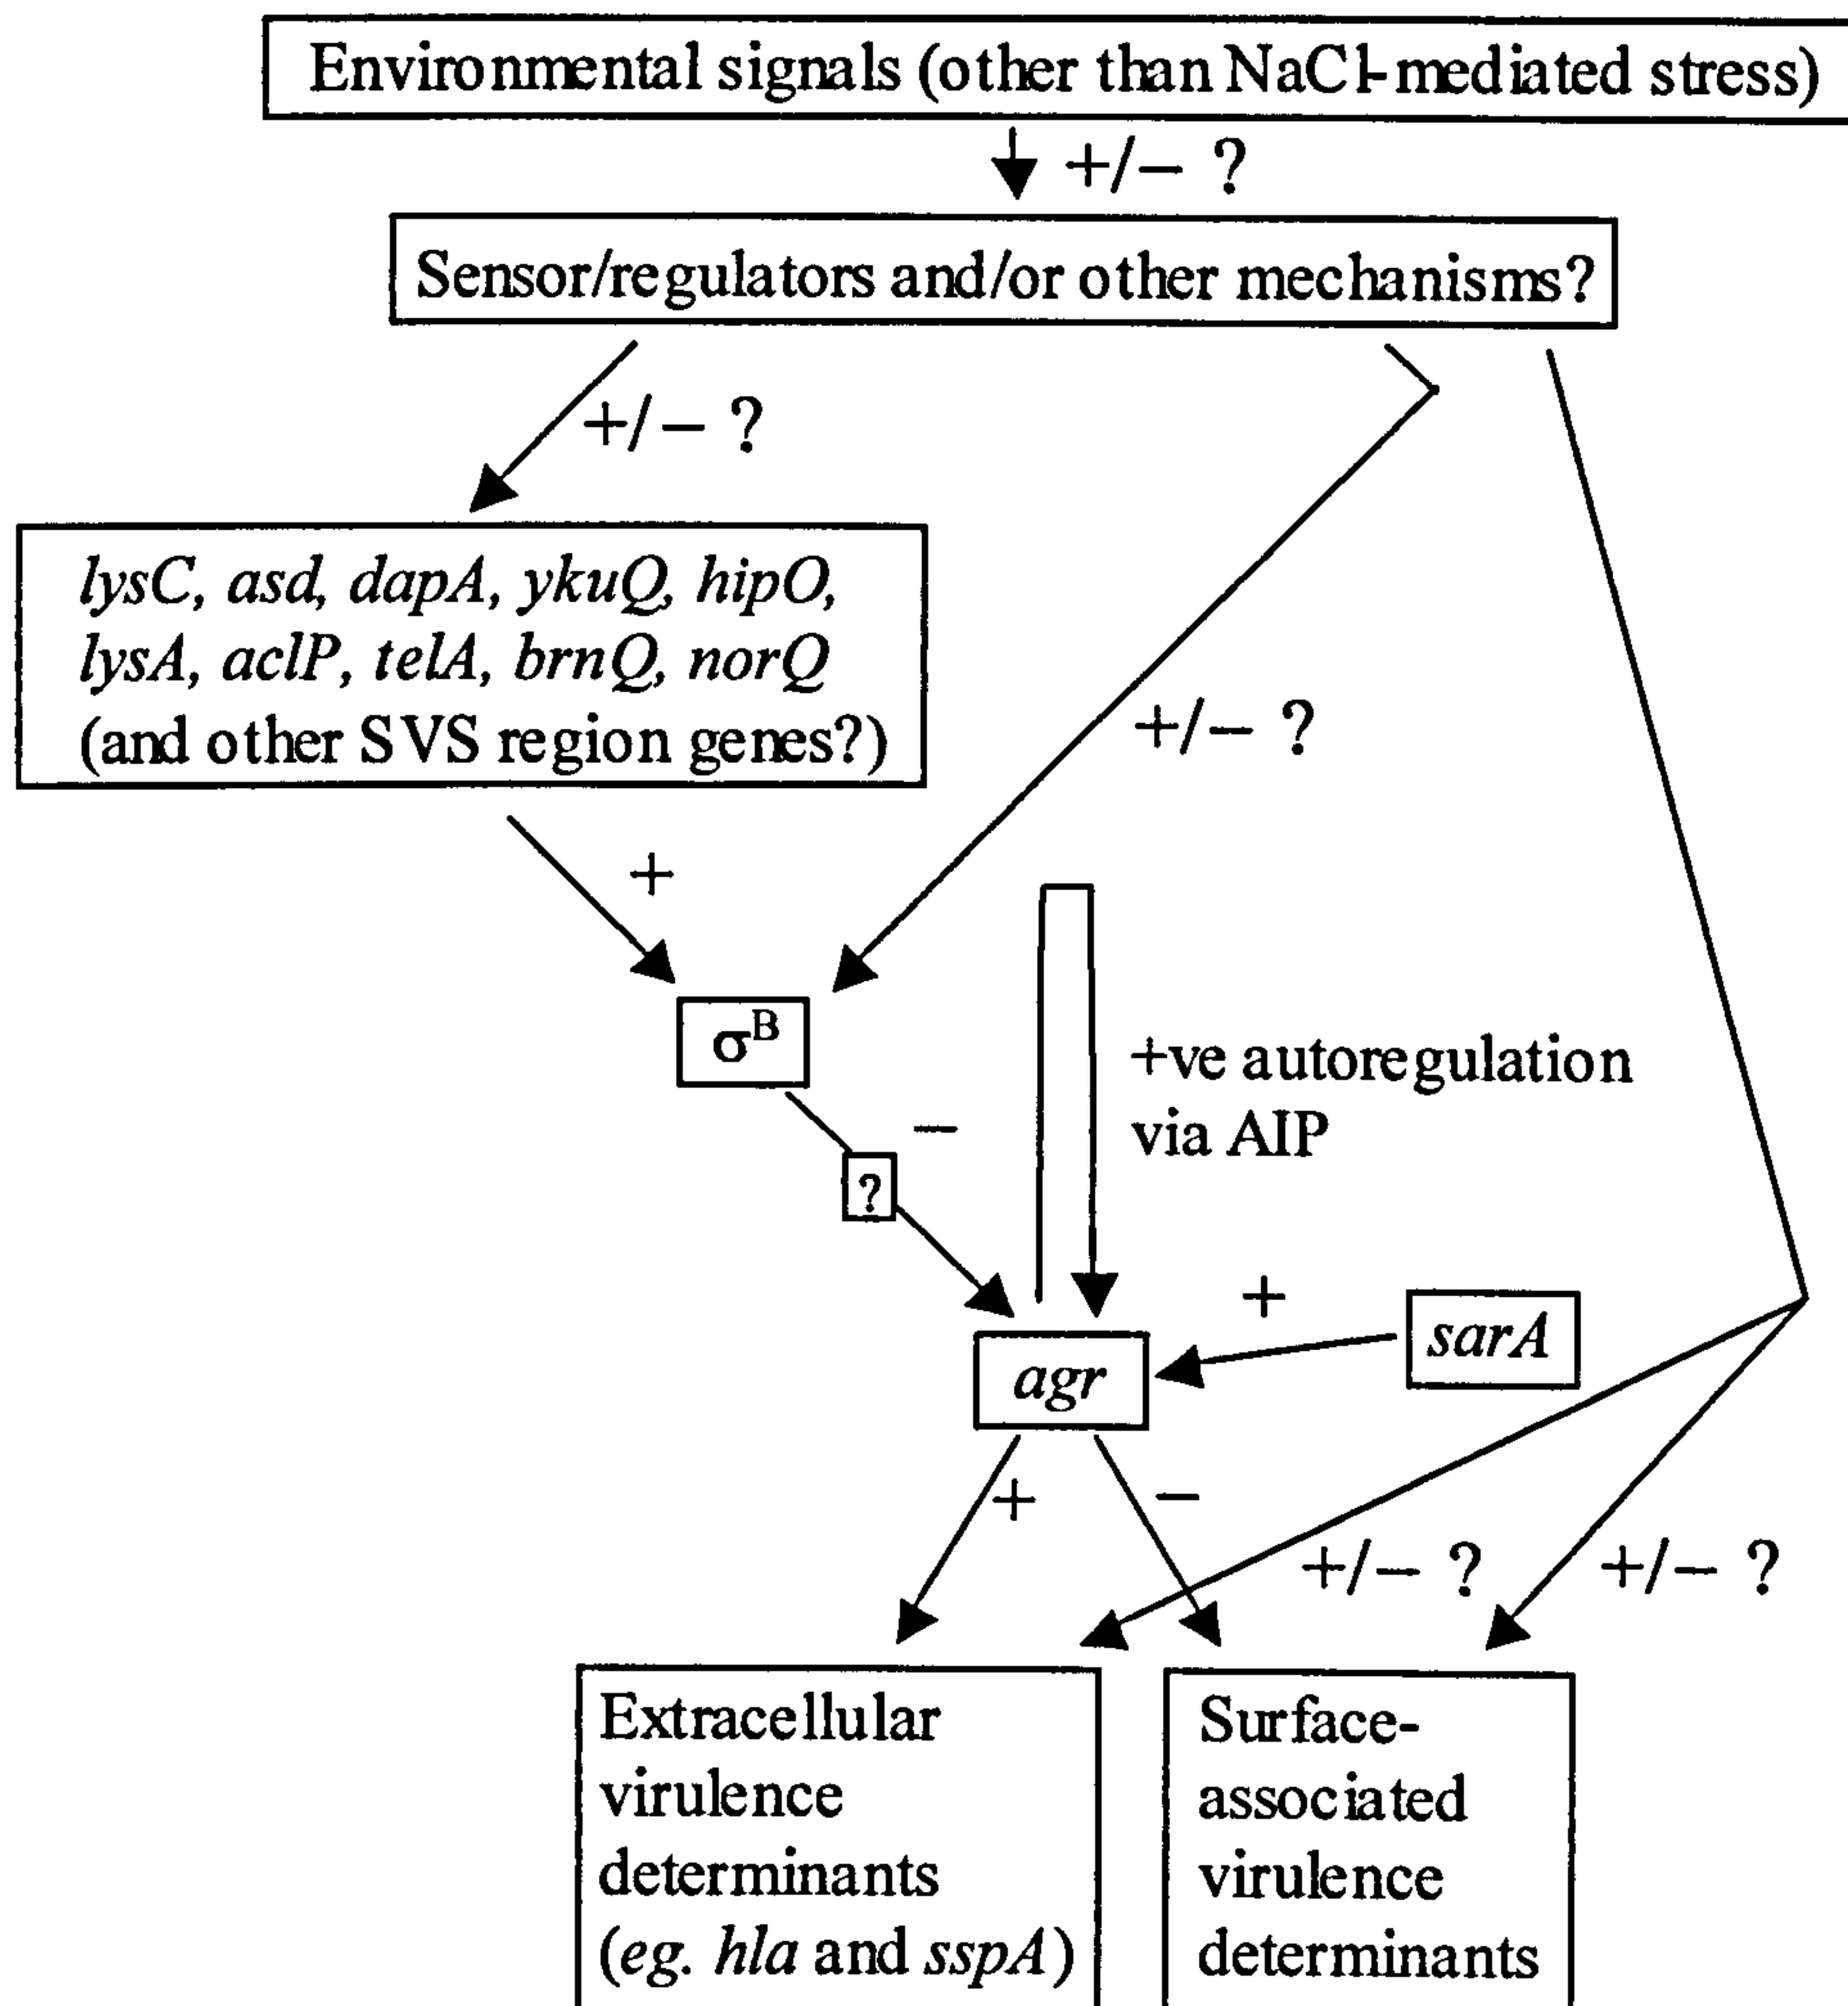 Environmental signals (other than NaCl-mediated stress)
+/− ?
Sensor/regulators and/or other mechanisms?
+/− ?
lysC, asd, dapA, ykuQ, hipO,
lysA, aclP, telA, brnQ, norQ
(and other SVS region genes?)
+/− ?
+
σᴮ
+ve autoregulation
via AIP
−
?
+
sarA
agr
+
−
+/− ?
+/− ?
Extracellular
virulence
determinants
(eg. hla and sspA)
Surface-
associated
virulence
determinants